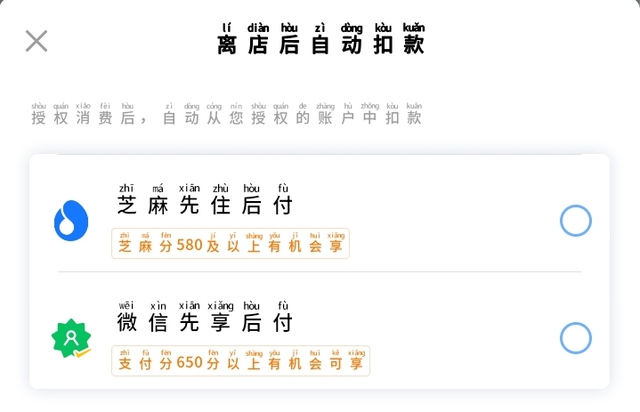 lí diàn hòu zì dòng kòu kuǎn
离店后自动扣款
shòu quán xiāo fèi hòu zì dòng cóng nín shòu quán de zhàng hù zhōng kòu kuǎn
授权消费后，自动从您授权的账户中扣款
zhī má xiān zhù hòu fù
芝麻先住后付
zhī má fēn jí yǐ shàng yǒu jī huì xiǎng
芝麻分580及以上有机会享
wēi xìn xiān xiǎng hòu fù
微信先享后付
zhī fù fēn fēn yǐ shàng yǒu jī huì kě xiǎng
支付分650分以上有机会可享